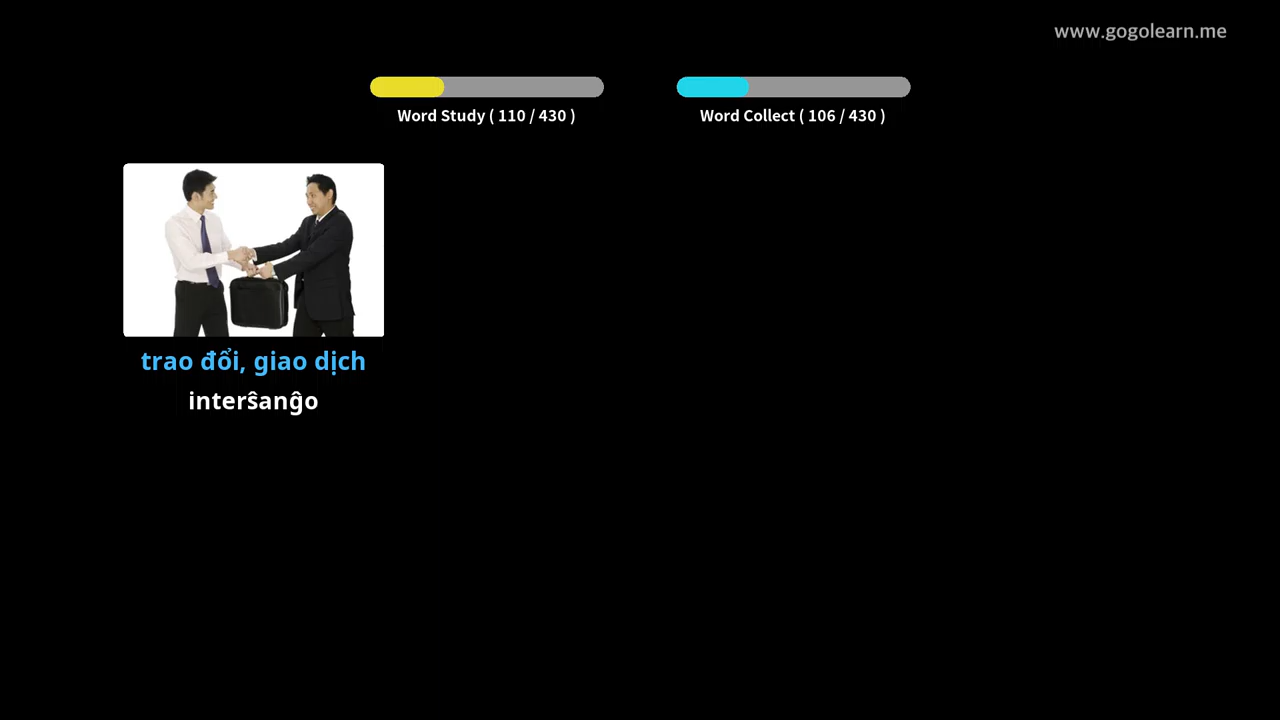 www.gogolearn.me
Word Study ( 110 / 430 )
Word Collect ( 106 / 430 )
trao đổi, giao dịch
interŝanĝo